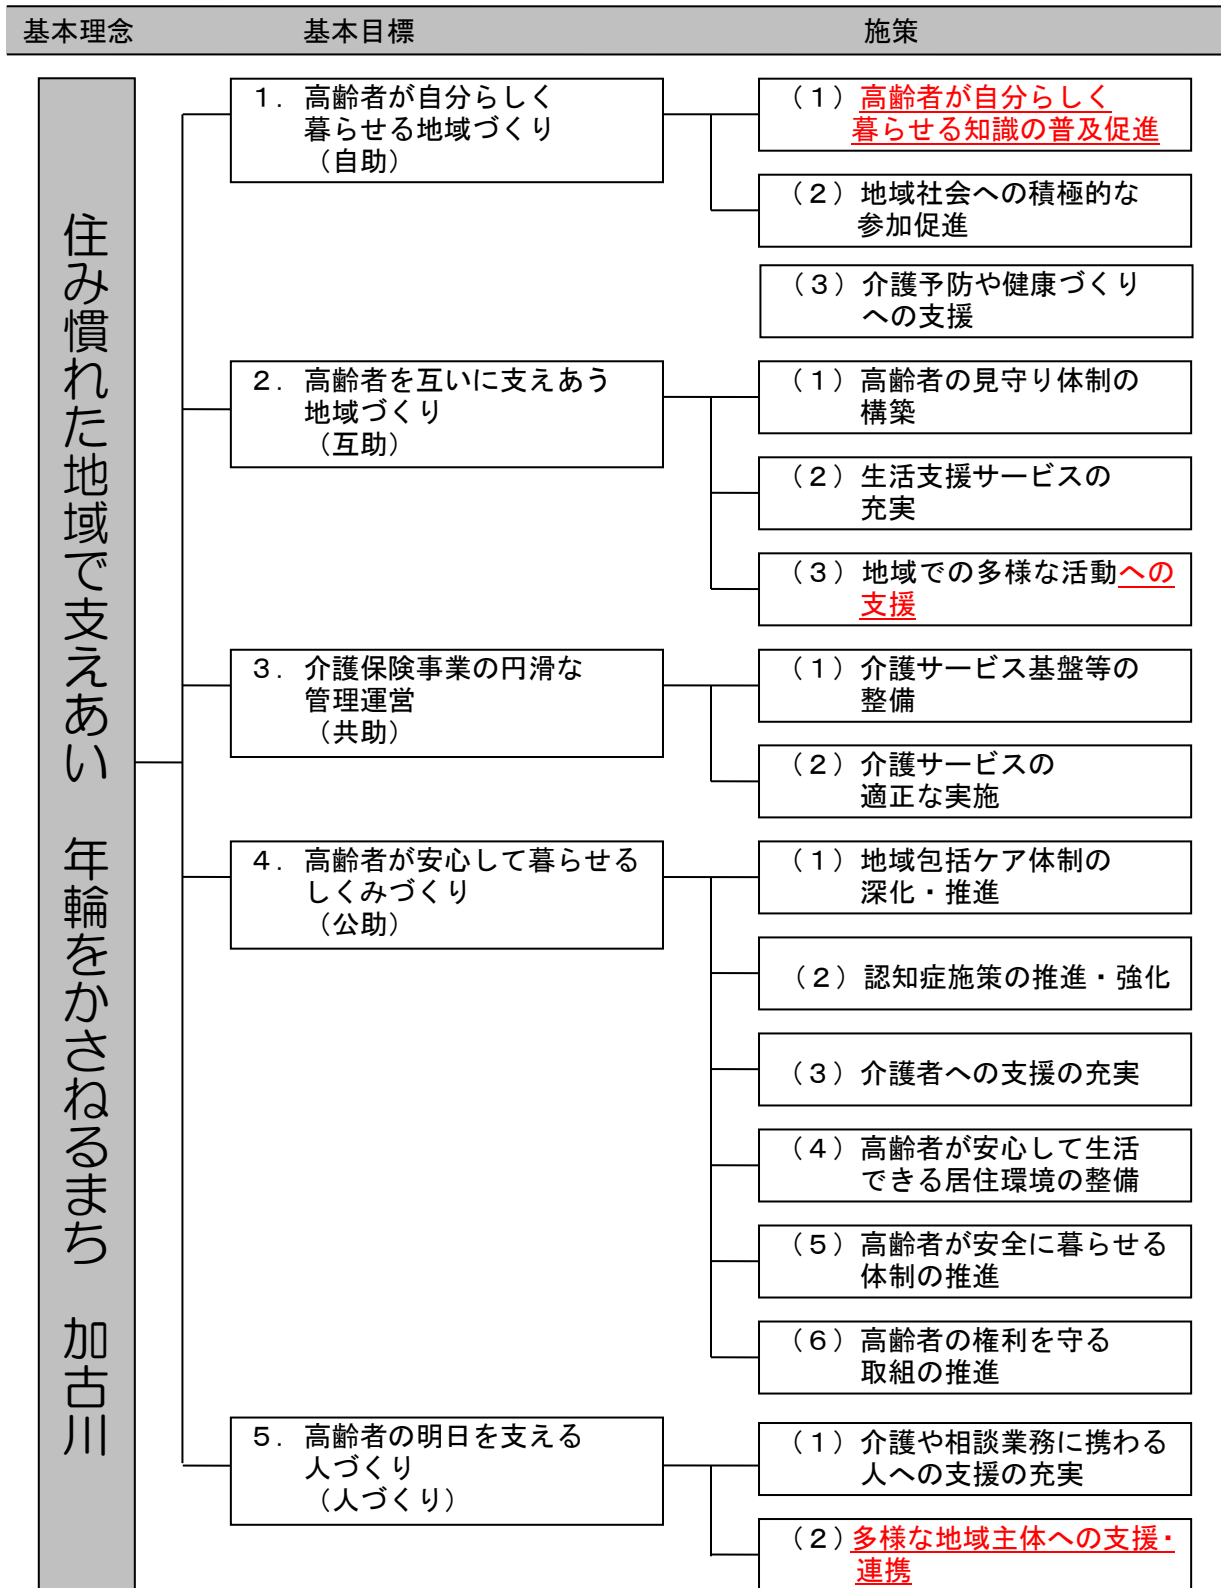 基本理念　基本目標　施策
住み慣れた地域で支えあい　年輪をかさねるまち　加古川
１．高齢者が自分らしく
暮らせる地域づくり
（自助）
（１）高齢者が自分らしく
暮らせる知識の普及促進
（２）地域社会への積極的な
参加促進
（３）介護予防や健康づくり
への支援
２．高齢者を互いに支えあう
地域づくり
（互助）
（１）高齢者の見守り体制の
構築
（２）生活支援サービスの
充実
（３）地域での多様な活動への
支援
３．介護保険事業の円滑な
管理運営
（共助）
（１）介護サービス基盤等の
整備
（２）介護サービスの
適正な実施
４．高齢者が安心して暮らせる
しくみづくり
（公助）
（１）地域包括ケア体制の
深化・推進
（２）認知症施策の推進・強化
（３）介護者への支援の充実
（４）高齢者が安心して生活
できる居住環境の整備
（５）高齢者が安全に暮らせる
体制の推進
（６）高齢者の権利を守る
取組の推進
５．高齢者の明日を支える
人づくり
（人づくり）
（１）介護や相談業務に携わる
人への支援の充実
（２）多様な地域主体への支援・
連携